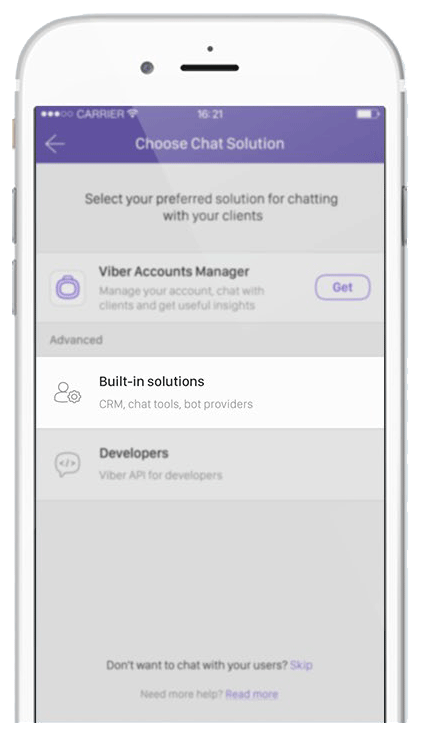 CARRIER 16:21
Choose Chat Solution
Select your preferred solution for chatting
with your clients
Viber Accounts Manager
Manage your account, chat with
clients and get useful insights
Get
Advanced
Built-in solutions
CRM, chat tools, bot providers
</>
Developers
Viber API for developers
Don't want to chat with your users? Skip
Need more help? Read more